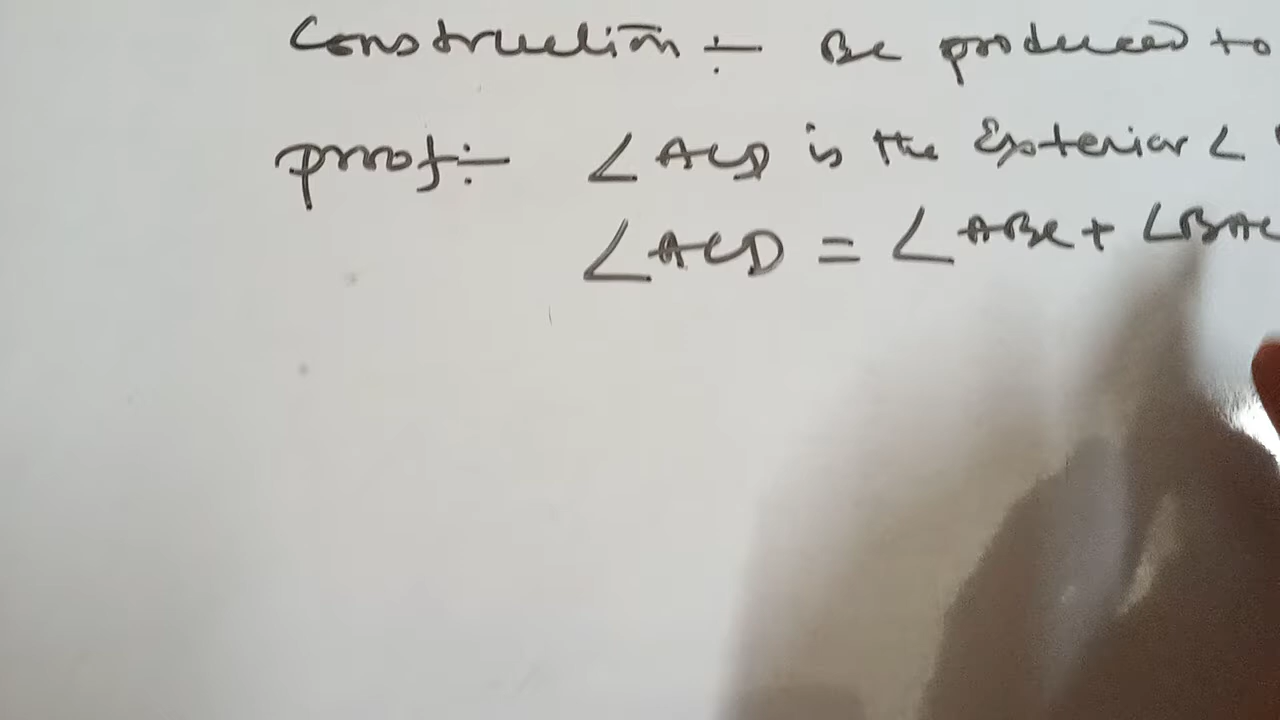 Construction :- BC produced to
proof :- ∠ACD is the Exterior ∠
∠ACD = ∠ABC + ∠BAC